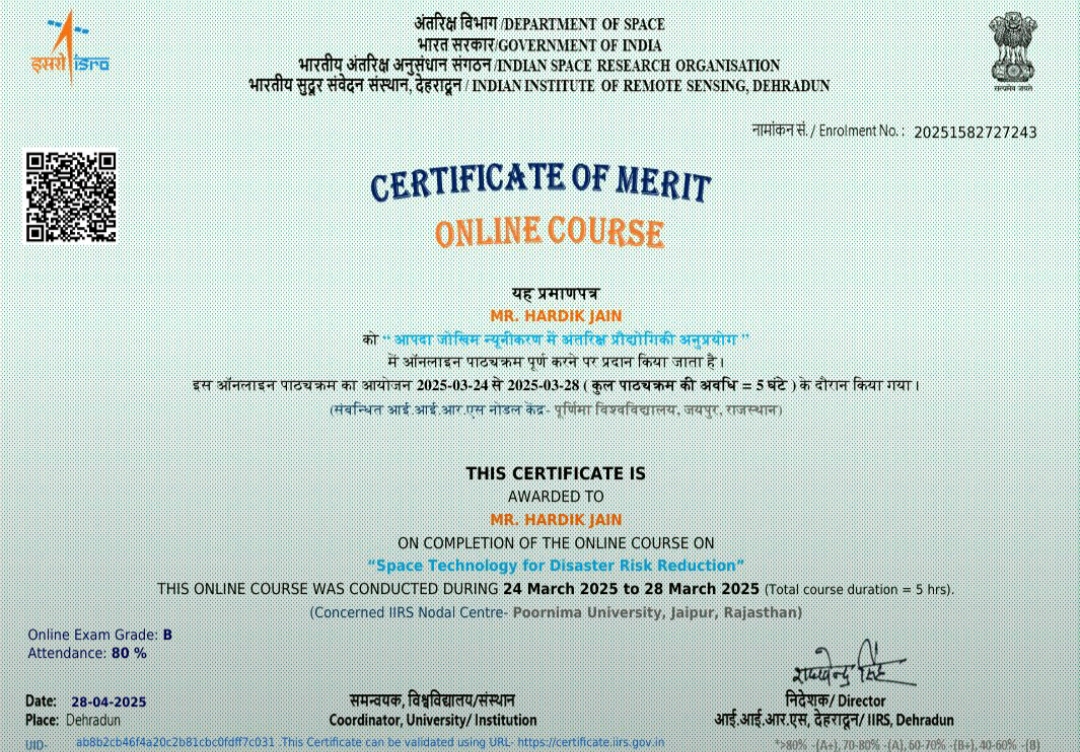 अंतरिक्ष विभाग /DEPARTMENT OF SPACE
भारत सरकार/GOVERNMENT OF INDIA
भारतीय अंतरिक्ष अनुसंधान संगठन /INDIAN SPACE RESEARCH ORGANISATION
भारतीय सुदूर संवेदन संस्थान, देहरादून / INDIAN INSTITUTE OF REMOTE SENSING, DEHRADUN
इसरो isro
सत्यमेव जयते
नामांकन सं. / Enrolment No. : 20251582727243
CERTIFICATE OF MERIT
ONLINE COURSE
यह प्रमाणपत्र
MR. HARDIK JAIN
को “ आपदा जोखिम न्यूनीकरण में अंतरिक्ष प्रौद्योगिकी अनुप्रयोग ”
में ऑनलाइन पाठ्यक्रम पूर्ण करने पर प्रदान किया जाता है।
इस ऑनलाइन पाठ्यक्रम का आयोजन 2025-03-24 से 2025-03-28 ( कुल पाठ्यक्रम की अवधि = 5 घंटे ) के दौरान किया गया।
(संबन्धित आई.आई.आर.एस नोडल केंद्र- पूर्णिमा विश्वविद्यालय, जयपुर, राजस्थान)
THIS CERTIFICATE IS
AWARDED TO
MR. HARDIK JAIN
ON COMPLETION OF THE ONLINE COURSE ON
“Space Technology for Disaster Risk Reduction”
THIS ONLINE COURSE WAS CONDUCTED DURING 24 March 2025 to 28 March 2025 (Total course duration = 5 hrs).
(Concerned IIRS Nodal Centre- Poornima University, Jaipur, Rajasthan)
Online Exam Grade: B
Attendance: 80 %
Date: 28-04-2025
Place: Dehradun
समन्वयक, विश्वविद्यालय/संस्थान
Coordinator, University/ Institution
निदेशक/ Director
आई.आई.आर.एस, देहरादून/ IIRS, Dehradun
UID- ab8b2cb46f4a20c2b81cbc0fdff7c031 .This Certificate can be validated using URL- https://certificate.iirs.gov.in
*>80% -(A+), 70-80% -(A), 60-70% -(B+), 40-60% -(B)